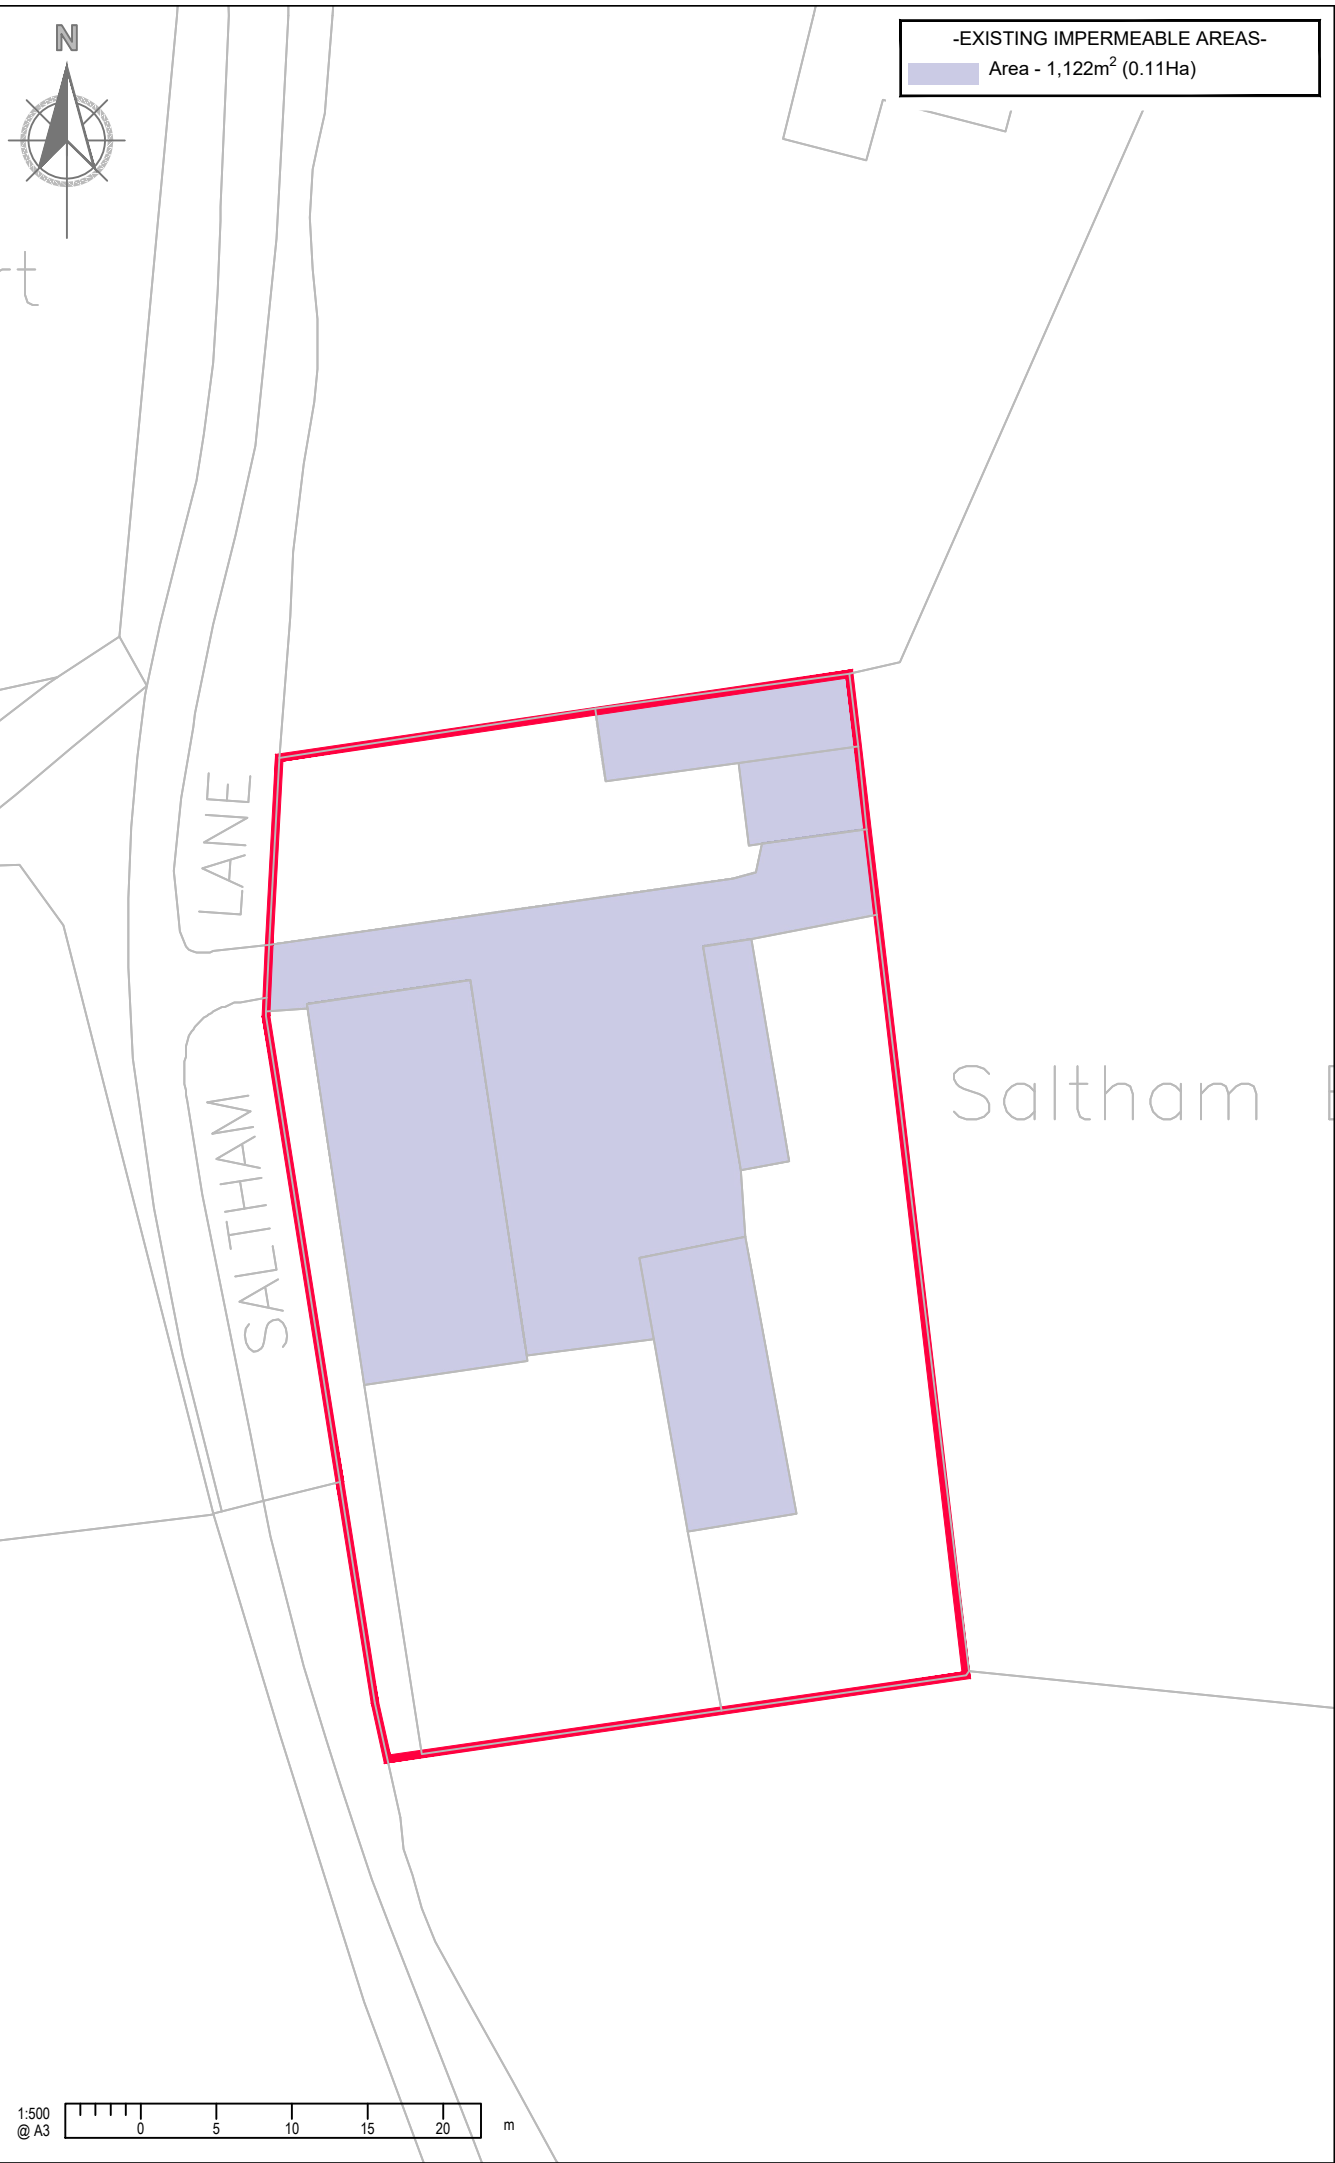 N
-EXISTING IMPERMEABLE AREAS-
Area - 1,122m² (0.11Ha)
rt
LANE
SALTHAM
Saltham
1:500
@ A3
0 5 10 15 20 m